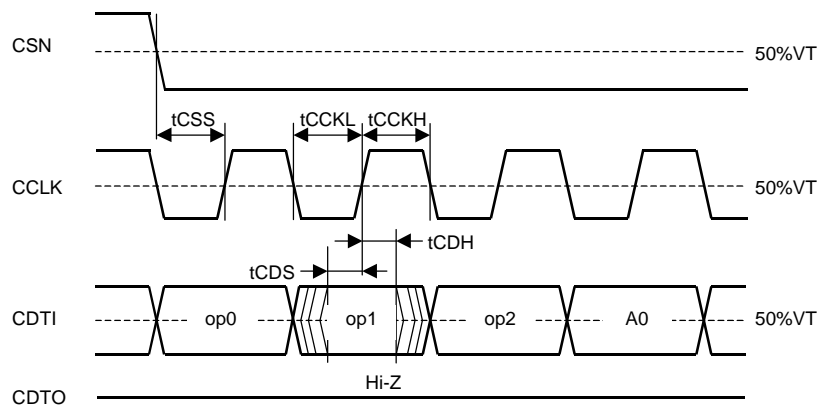 CSN
50%VT
tCSS
tCCKL
tCCKH
CCLK
50%VT
tCDH
tCDS
CDTI
op0
op1
op2
A0
50%VT
Hi-Z
CDTO